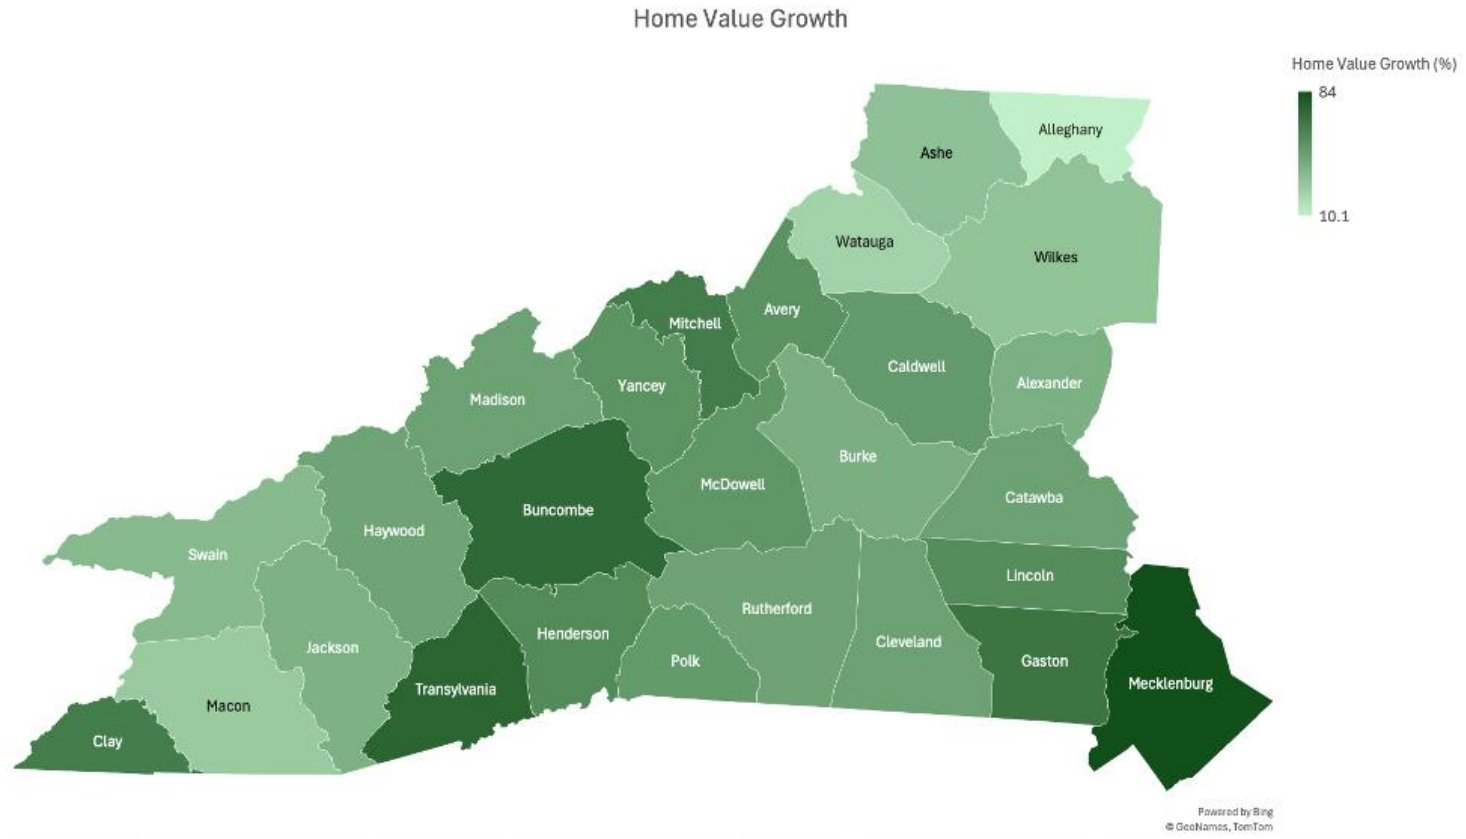 Home Value Growth
Home Value Growth (%)
84
10.1
Alleghany
Ashe
Watauga
Wilkes
Avery
Mitchell
Caldwell
Alexander
Yancey
Madison
Burke
McDowell
Catawba
Buncombe
Haywood
Swain
Lincoln
Rutherford
Henderson
Cleveland
Jackson
Polk
Gaston
Mecklenburg
Transylvania
Macon
Clay
Powered by Bing
© GeoNames, TomTom